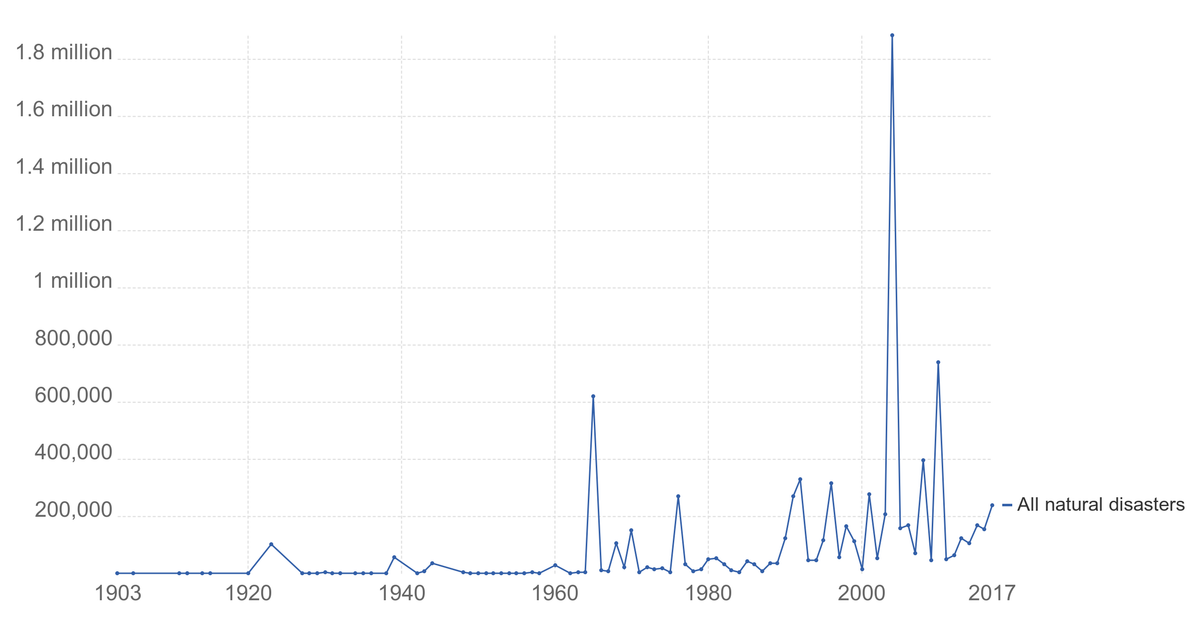 1.8 million
1.6 million
1.4 million
1.2 million
1 million
800,000
600,000
400,000
200,000
All natural disasters
1903 1920 1940 1960 1980 2000 2017